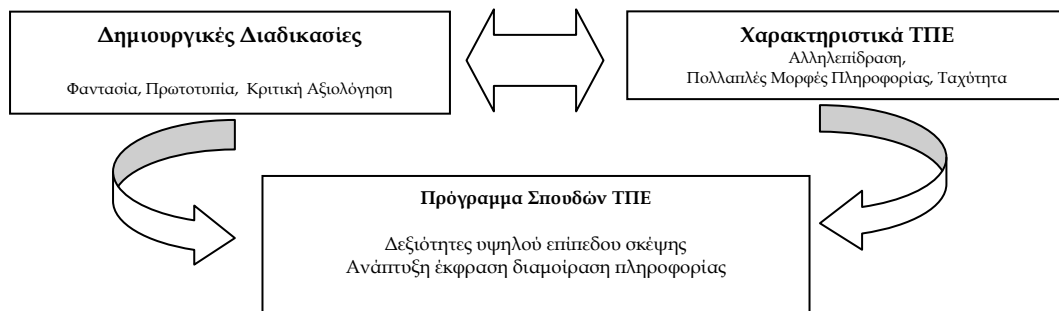 Δημιουργικές Διαδικασίες
Φαντασία, Πρωτοτυπία, Κριτική Αξιολόγηση
Χαρακτηριστικά ΤΠΕ
Αλληλεπίδραση,
Πολλαπλές Μορφές Πληροφορίας, Ταχύτητα
Πρόγραμμα Σπουδών ΤΠΕ
Δεξιότητες υψηλού επίπεδου σκέψης
Ανάπτυξη έκφραση διαμοίραση πληροφορίας